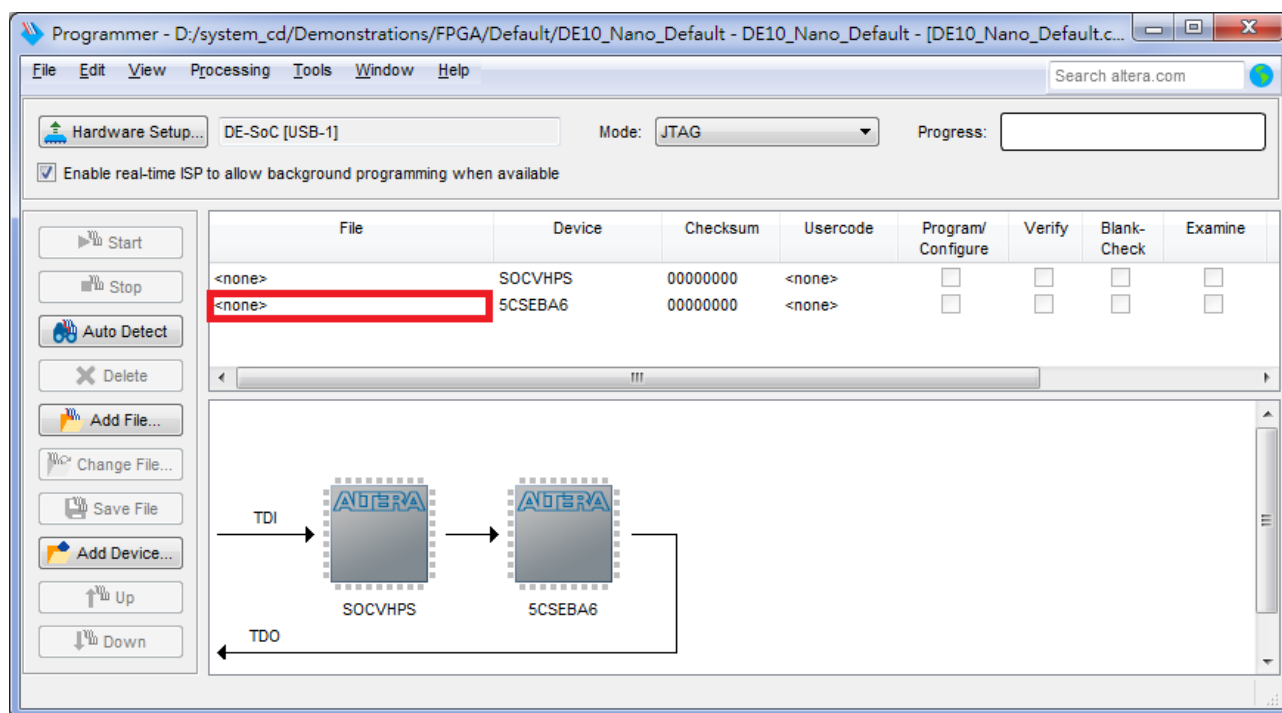 Programmer - D:/system_cd/Demonstrations/FPGA/Default/DE10_Nano_Default - DE10_Nano_Default - [DE10_Nano_Default.c...
File Edit View Processing Tools Window Help Search altera.com
Hardware Setup... DE-SoC [USB-1] Mode: JTAG Progress:
Enable real-time ISP to allow background programming when available
Start
Stop
Auto Detect
Delete
Add File...
Change File...
Save File
Add Device...
Up
Down
File Device Checksum Usercode Program/ Verify Blank- Examine
Configure Check
<none> SOCVHPS 00000000 <none>
<none> 5CSEBA6 00000000 <none>
ALTERA ALTERA
TDI
SOCVHPS 5CSEBA6
TDO